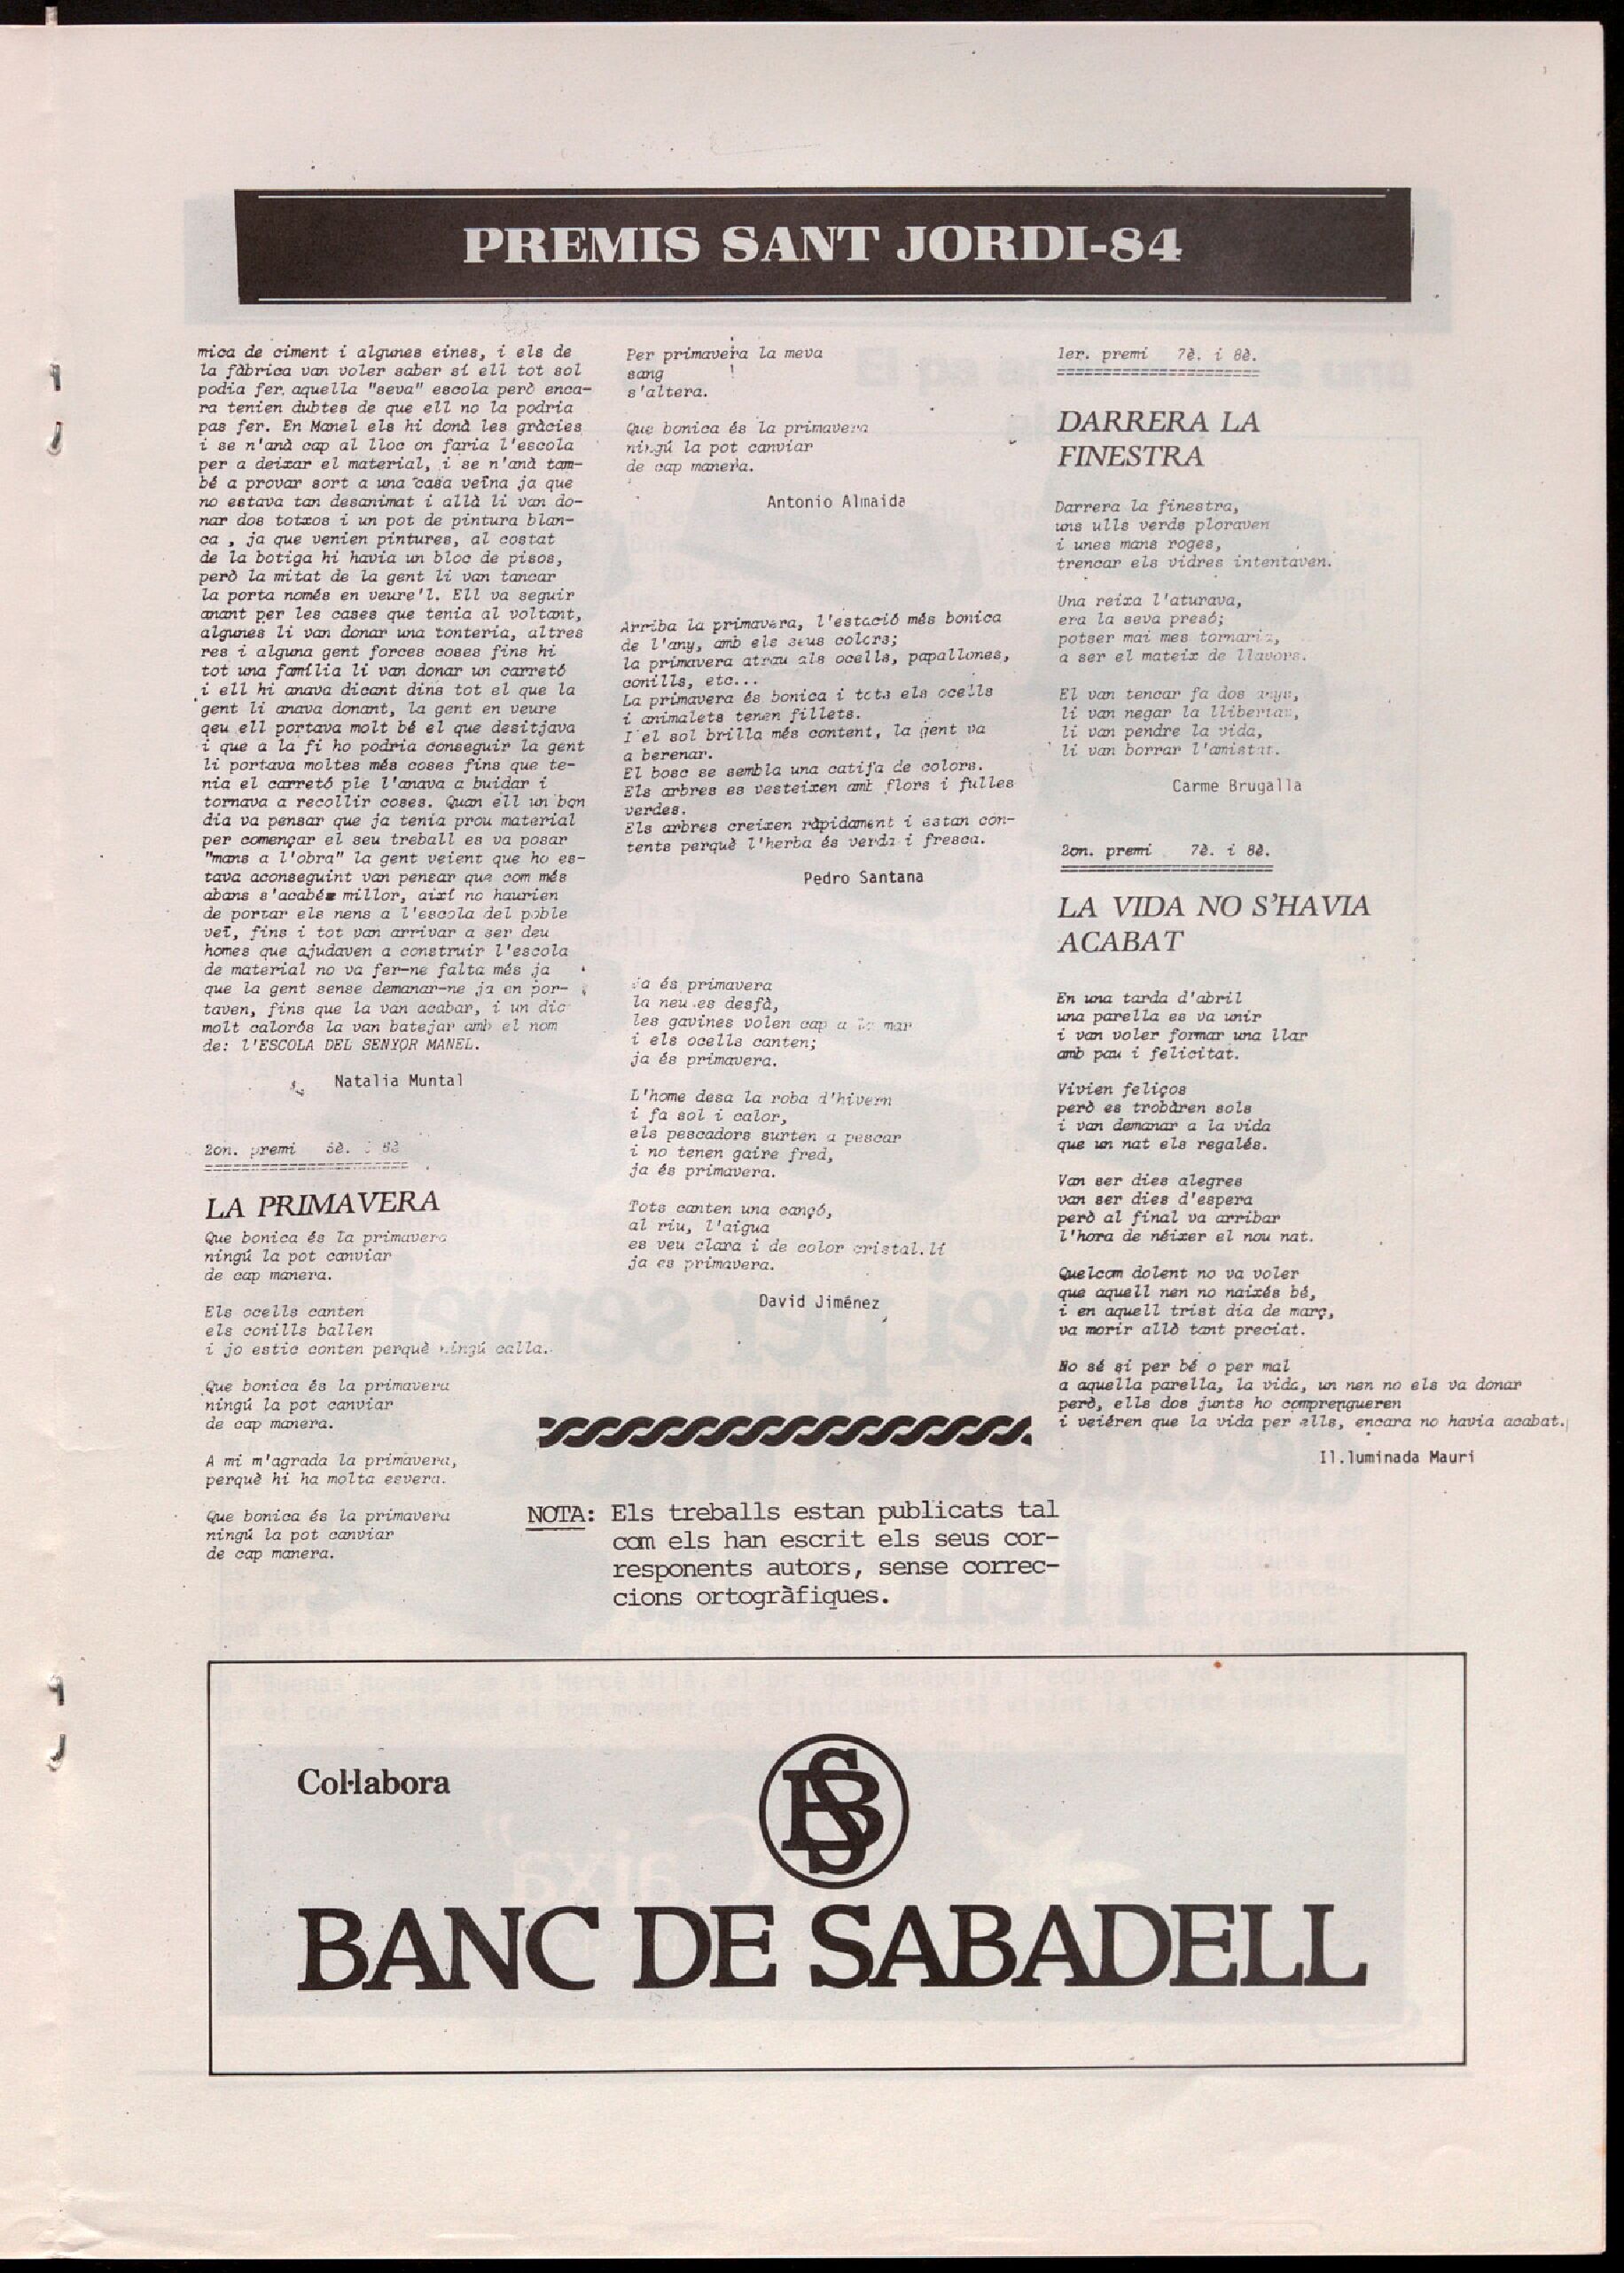 PREMIS SANT JORDI-84
mica de ciment i algunes eines, i els de
la fàbrica van voler saber si ell tot sol
podia fer aquella "seva" escola però enca-
ra tenien dubtes de que ell no la podria
pas fer. En Manel els hi donà les gràcies
i se n'anà cap al lloc on faria l'escola
per a deixar el material, i se n'anà tam-
bé a provar sort a una casa veïna ja que
no estava tan desanimat i allà li van do-
nar dos totxos i un pot de pintura blan-
ca , ja que venien pintures, al costat
de la botiga hi havia un bloc de pisos,
però la mitat de la gent li van tancar
la porta només en veure'l. Ell va seguir
anant per les cases que tenia al voltant,
algunes li van donar una tonteria, altres
res i alguna gent forces coses fins hi
tot una família li van donar un carretó
i ell hi anava dicant dins tot el que la
gent li anava donant, la gent en veure
qeu ell portava molt bé el que desitjava
i que a la fi ho podria conseguir la gent
li portava moltes més coses fins que te-
nia el carretó ple l'anava a buidar i
tornava a recollir coses. Quan ell un bon
dia va pensar que ja tenia prou material
per començar el seu treball es va posar
"mans a l'obra" la gent veient que ho es-
tava aconseguint van pensar que com més
abans s'acabés millor, així no haurien
de portar els nens a l'escola del poble
veï, fins i tot van arrivar a ser deu
homes que ajudaven a construir l'escola
de material no va fer-ne falta més ja
que la gent sense demanar-ne ja en por-
taven, fins que la van acabar, i un dic
molt calorós la van batejar amb el nom
de: l'ESCOLA DEL SENYOR MANEL.
Natalia Muntal
2on. premi
LA PRIMAVERA
Que bonica és la primavera
ningú la pot canviar
de cap manera.
Els ocells canten
els conills ballen
i jo estic conten perquè ningú calla.
Que bonica és la primavera
ningú la pot canviar
de cap manera.
A mi m'agrada la primavera,
perquè hi ha molta esvera.
Que bonica és la primavera
ningú la pot canviar
de cap manera.
Per primavera la meva
sang
s'altera.
Que bonica és la primavera
ningú la pot canviar
de cap manera.
Antonio Almaida
Arriba la primavera, l'estació més bonica
de l'any, amb els seus colors;
la primavera atrau als ocells, papallones,
conills, etc...
La primavera és bonica i tots els ocells
i animalets tenen fillets.
I el sol brilla més content, la gent va
a berenar.
El bosc se sembla una catifa de colors.
Els arbres es vesteixen amb flors i fulles
verdes.
Els arbres creixen ràpidament i estan con-
tents perquè l'herba és verda i fresca.
Pedro Santana
Ja és primavera
la neu es desfà,
les gavines volen cap a la mar
i els ocells canten;
ja és primavera.
L'home desa la roba d'hivern
i fa sol i calor,
els pescadors surten a pescar
i no tenen gaire fred,
ja és primavera.
Tots canten una cançó,
al riu, l'aigua
es veu clara i de color cristal.lí
ja es primavera.
David Jiménez
1er. premi 7è. i 8è.
DARRERA LA
FINESTRA
Darrera la finestra,
uns ulls verds ploraven
i unes mans roges,
trencar els vidres intentaven.
Una reixa l'aturava,
era la seva presó;
potser mai mes tornaria,
a ser el mateix de llavors.
El van tencar fa dos anys,
li van negar la llibertat,
li van pendre la vida,
li van borrar l'amistat.
Carme Brugalla
2on. premi 7è. i 8è.
LA VIDA NO S'HAVIA
ACABAT
En una tarda d'abril
una parella es va unir
i van voler formar una llar
amb pau i felicitat.
Vivien feliços
però es trobàren sols
i van demanar a la vida
que un nat els regalés.
Van ser dies alegres
van ser dies d'espera
però al final va arribar
l'hora de néixer el nou nat.
Quelcom dolent no va voler
que aquell nen no naixés bé,
i en aquell trist dia de març,
va morir allò tant preciat.
No sé si per bé o per mal
a aquella parella, la vida, un nen no els va donar
però, ells dos junts ho comprengueren
i veiéren que la vida per ells, encara no havia acabat.
Il.luminada Mauri
NOTA: Els treballs estan publicats tal
com els han escrit els seus cor-
responents autors, sense correc-
cions ortogràfiques.
Col·labora
BS
BANC DE SABADELL